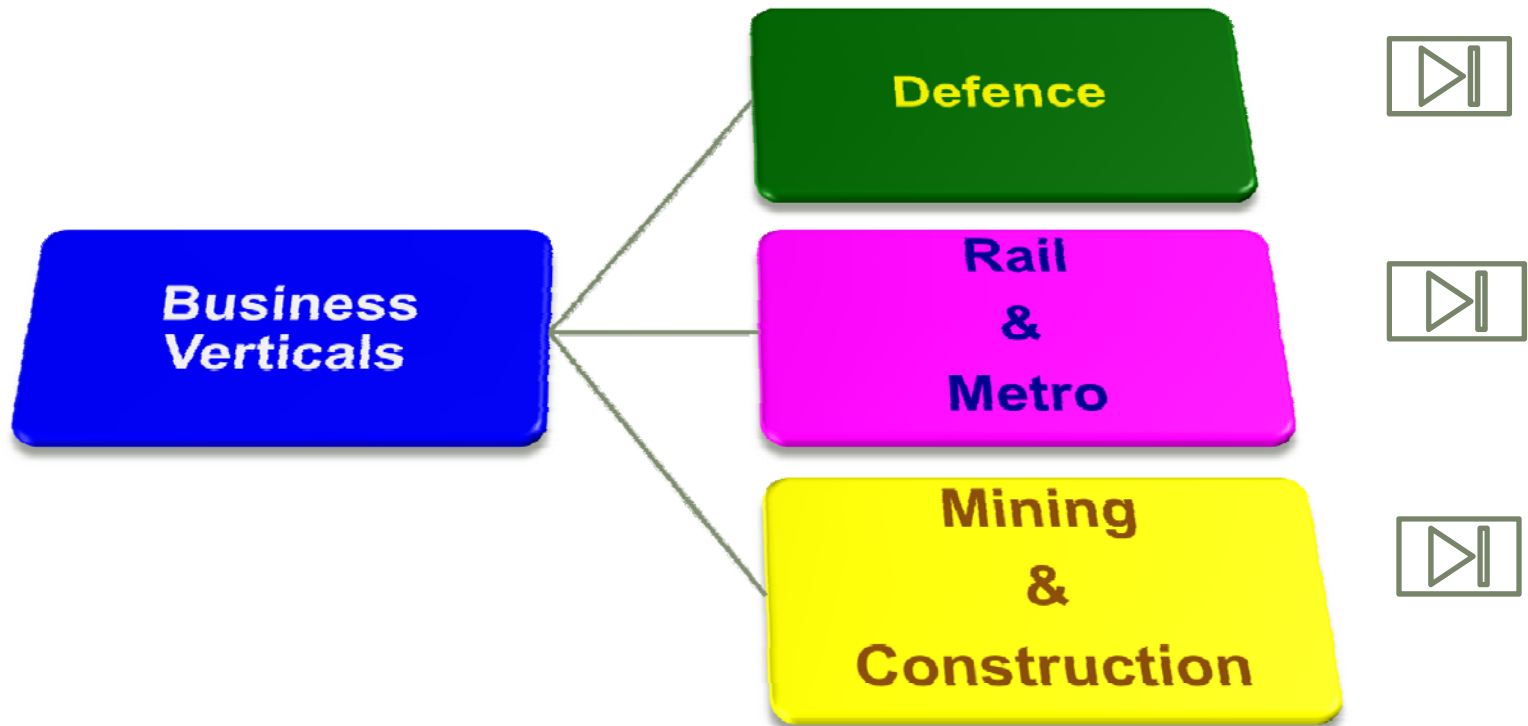 Business
Verticals
Defence
Rail
&
Metro
Mining
&
Construction